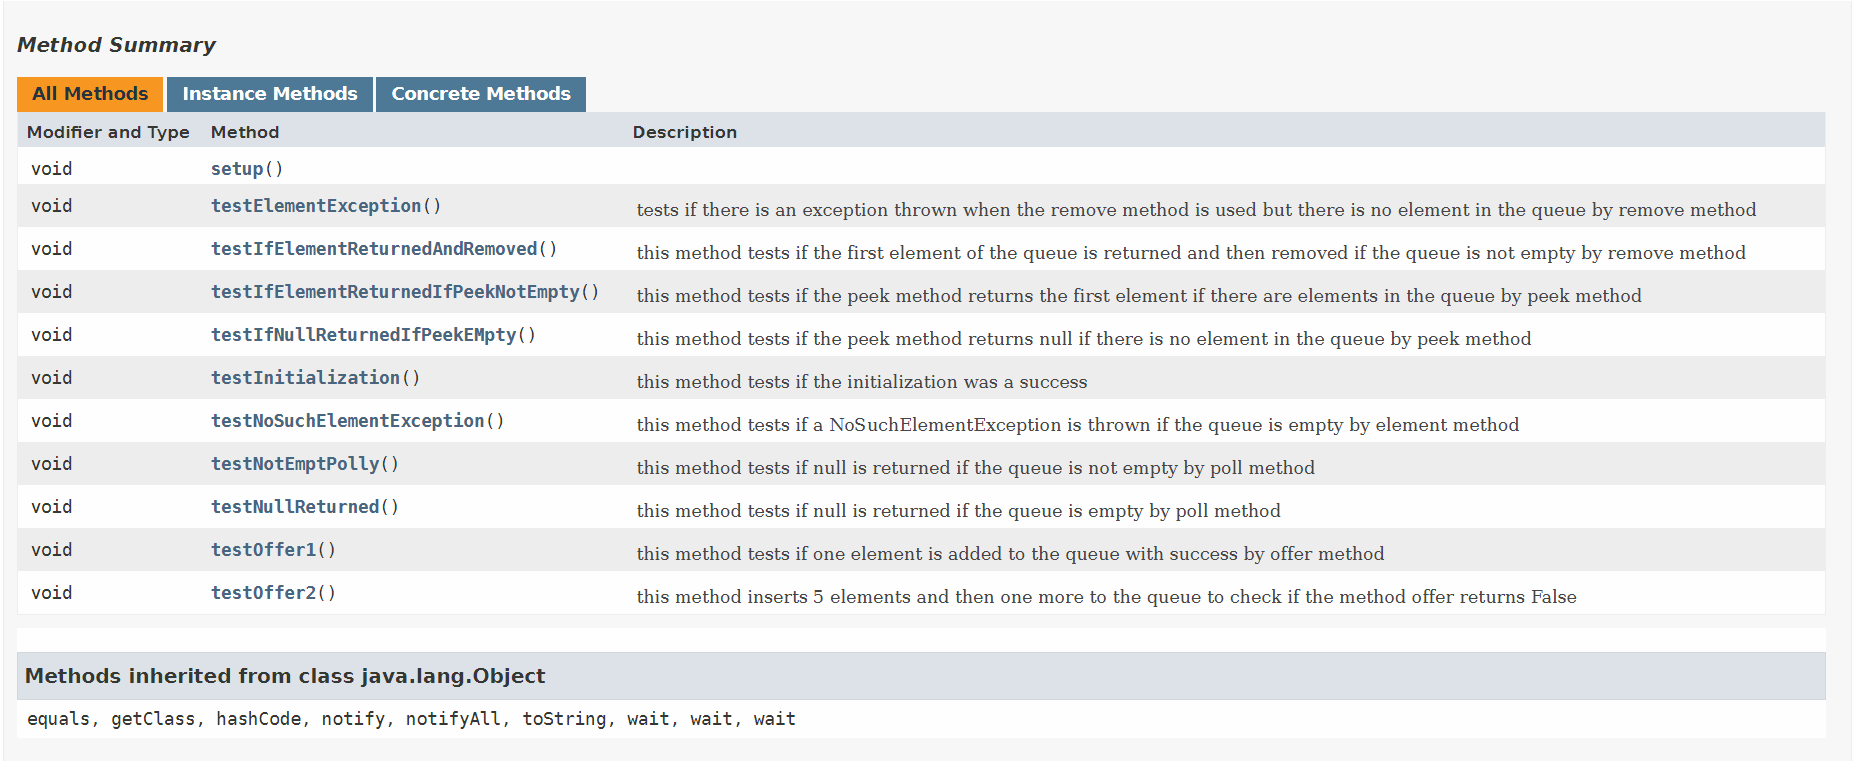 Method Summary
All Methods Instance Methods Concrete Methods
Modifier and Type Method Description
void setup()
void testElementException() tests if there is an exception thrown when the remove method is used but there is no element in the queue by remove method
void testIfElementReturnedAndRemoved() this method tests if the first element of the queue is returned and then removed if the queue is not empty by remove method
void testIfElementReturnedIfPeekNotEmpty() this method tests if the peek method returns the first element if there are elements in the queue by peek method
void testIfNullReturnedIfPeekEMpty() this method tests if the peek method returns null if there is no element in the queue by peek method
void testInitialization() this method tests if the initialization was a success
void testNoSuchElementException() this method tests if a NoSuchElementException is thrown if the queue is empty by element method
void testNotEmptPolly() this method tests if null is returned if the queue is not empty by poll method
void testNullReturned() this method tests if null is returned if the queue is empty by poll method
void testOffer1() this method tests if one element is added to the queue with success by offer method
void testOffer2() this method inserts 5 elements and then one more to the queue to check if the method offer returns False
Methods inherited from class java.lang.Object
equals, getClass, hashCode, notify, notifyAll, toString, wait, wait, wait